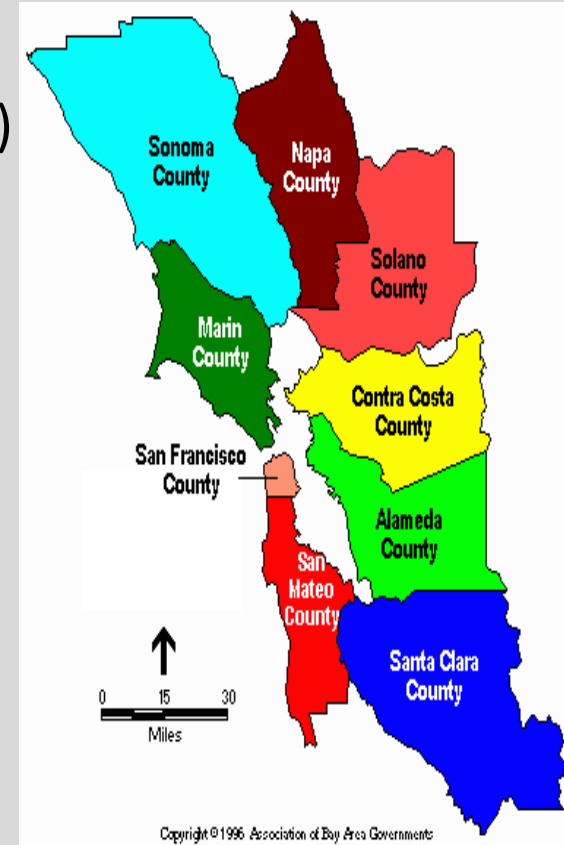 )
Sonoma
County
Napa
County
Solano
County
Marin
County
Contra Costa
County
San Francisco
County
Alameda
County
San
Mateo
County
Santa Clara
County
0 15 30
Miles
Copyright © 1996 Association of Bay Area Governments